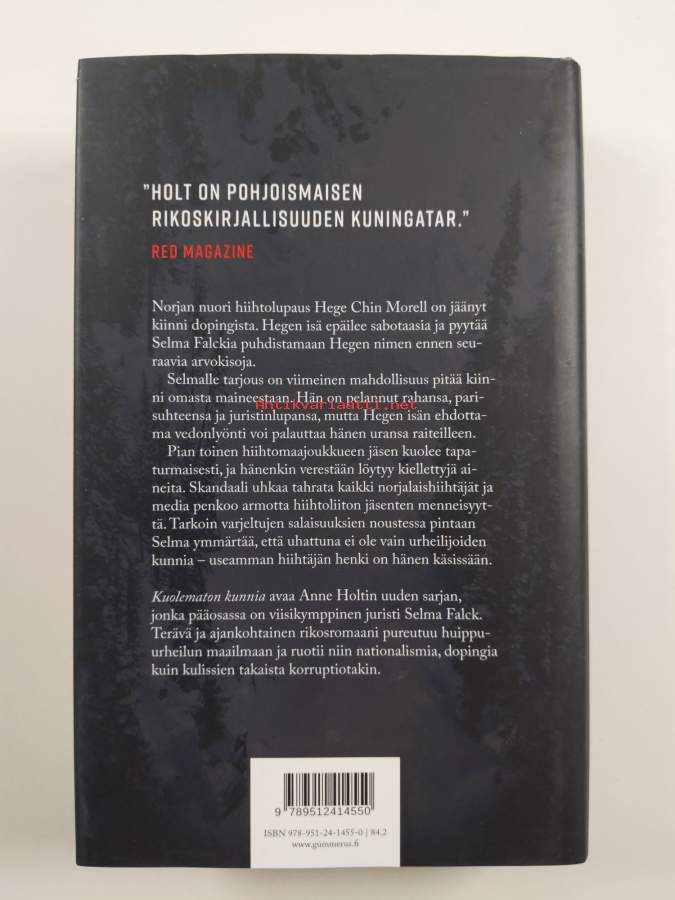 "HOLT ON POHJOISMAISEN
RIKOSKIRJALLISUUDEN KUNINGATAR."
RED MAGAZINE
Norjan nuori hiihtolupaus Hege Chin Morell on jäänyt
kiinni dopingista. Hegen isä epäilee sabotaasia ja pyytää
Selma Falckia puhdistamaan Hegen nimen ennen seu-
raavia arvokisoja.
Selmalle tarjous on viimeinen mahdollisuus pitää kiin-
ni omasta maineestaan. Hän on pelannut rahansa, pari-
Antikvariaatti.net
suhteensa ja juristinlupansa, mutta Hegen isän ehdotta-
ma vedonlyönti voi palauttaa hänen uransa raiteilleen.
Pian toinen hiihtomaajoukkueen jäsen kuolee tapa-
turmaisesti, ja hänenkin verestään löytyy kiellettyjä ai-
neita. Skandaali uhkaa tahrata kaikki norjalaishiihtäjät ja
media penkoo armotta hiihtoliiton jäsenten menneisyyt-
tä. Tarkoin varjeltujen salaisuuksien noustessa pintaan
Selma ymmärtää, että uhattuna ei ole vain urheilijoiden
kunnia – useamman hiihtäjän henki on hänen käsissään.
Kuolematon kunnia avaa Anne Holtin uuden sarjan,
jonka pääosassa on viisikymppinen juristi Selma Falck.
Terävä ja ajankohtainen rikosromaani pureutuu huippu-
urheilun maailmaan ja ruotii niin nationalismia, dopingia
kuin kulissien takaista korruptiotakin.
9 789512 414550
ISBN 978-951-24-1455-0 | 84.2
www.gummerus.fi